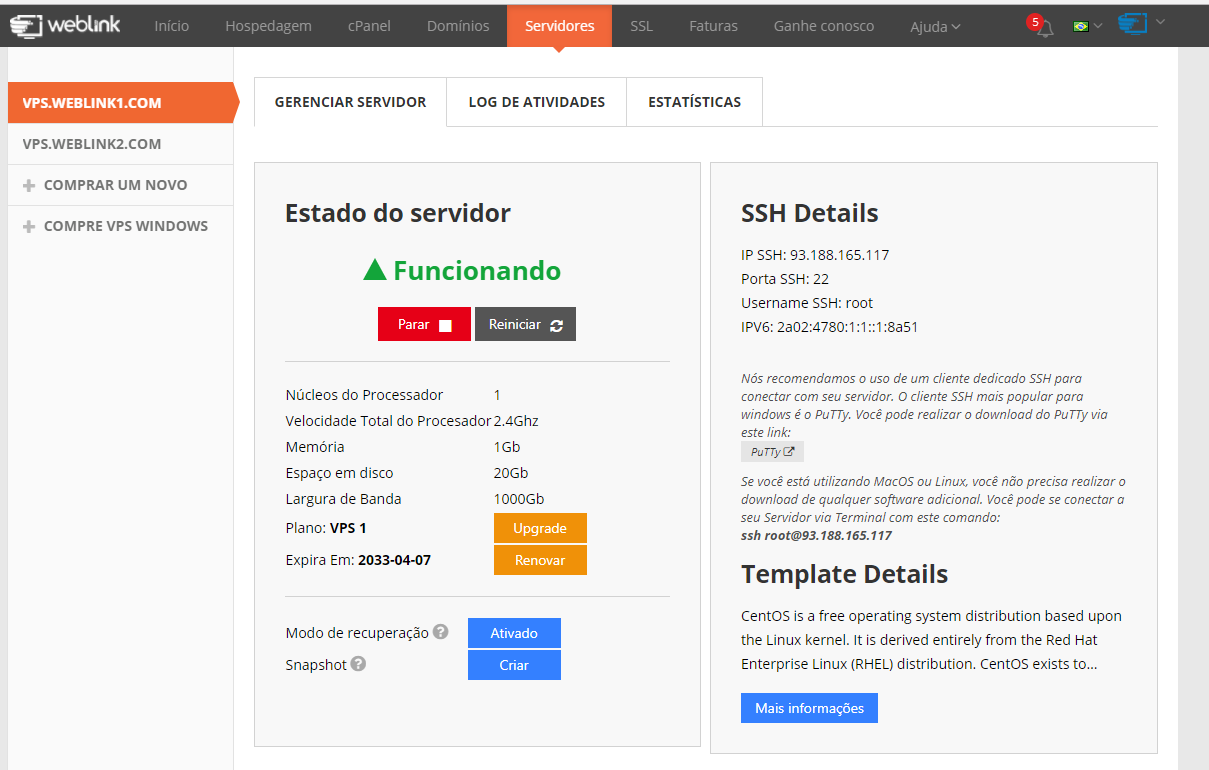 weblink
Início
Hospedagem
cPanel
Domínios
Servidores
SSL
Faturas
Ganhe conosco
Ajuda
5
VPS.WEBLINK1.COM
VPS.WEBLINK2.COM
COMPRAR UM NOVO
COMPRE VPS WINDOWS
GERENCIAR SERVIDOR
LOG DE ATIVIDADES
ESTATÍSTICAS
Estado do servidor
Funcionando
Parar
Reiniciar
Núcleos do Processador 1
Velocidade Total do Procesador 2.4Ghz
Memória 1Gb
Espaço em disco 20Gb
Largura de Banda 1000Gb
Plano: VPS 1 Upgrade
Expira Em: 2033-04-07 Renovar
Modo de recuperação ? Ativado
Snapshot ? Criar
SSH Details
IP SSH: 93.188.165.117
Porta SSH: 22
Username SSH: root
IPV6: 2a02:4780:1:1::1:8a51
Nós recomendamos o uso de um cliente dedicado SSH para
conectar com seu servidor. O cliente SSH mais popular para
windows é o PuTTy. Você pode realizar o download do PuTTy via
este link:
PuTTy
Se você está utilizando MacOS ou Linux, você não precisa realizar o
download de qualquer software adicional. Você pode se conectar a
seu Servidor via Terminal com este comando:
ssh root@93.188.165.117
Template Details
CentOS is a free operating system distribution based upon
the Linux kernel. It is derived entirely from the Red Hat
Enterprise Linux (RHEL) distribution. CentOS exists to...
Mais informações